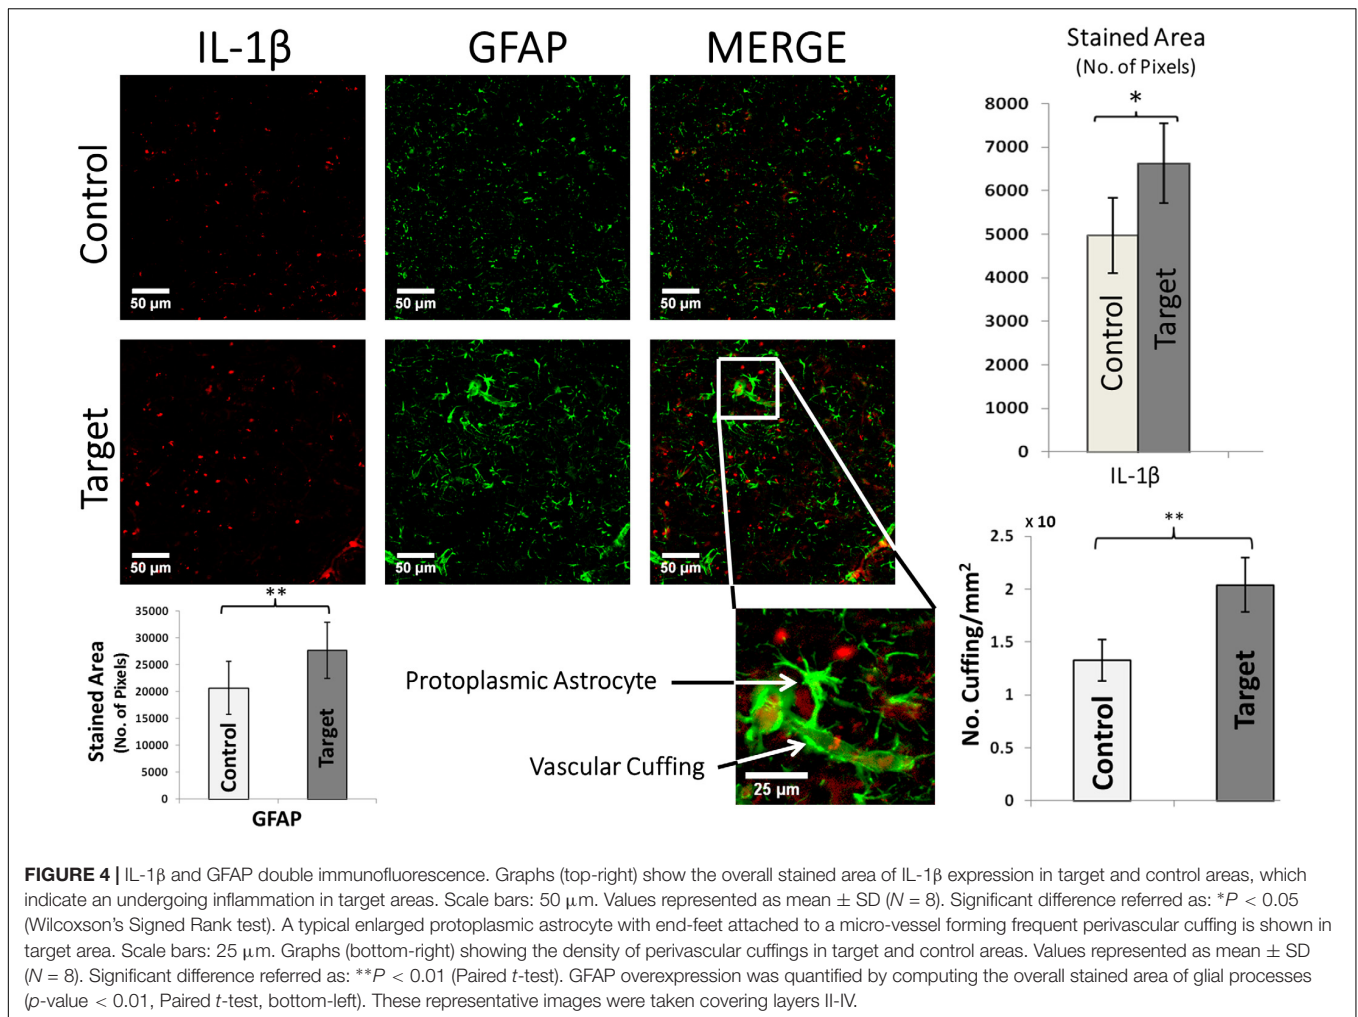 IL-1β GFAP MERGE
Control
50 µm 50 µm 50 µm
Target
50 µm 50 µm 50 µm
Stained Area
(No. of Pixels)
*
8000
7000
6000
5000
4000
3000
2000
1000
0
Control
Target
IL-1β
Stained Area
(No. of Pixels)
**
35000
30000
25000
20000
15000
10000
5000
0
Control
Target
GFAP
Protoplasmic Astrocyte
Vascular Cuffing
25 µm
No. Cuffing/mm²
x 10
**
2.5
2
1.5
1
0.5
0
Control
Target
FIGURE 4 | IL-1β and GFAP double immunofluorescence. Graphs (top-right) show the overall stained area of IL-1β expression in target and control areas, which
indicate an undergoing inflammation in target areas. Scale bars: 50 µm. Values represented as mean ± SD (N = 8). Significant difference referred as: *P < 0.05
(Wilcoxson's Signed Rank test). A typical enlarged protoplasmic astrocyte with end-feet attached to a micro-vessel forming frequent perivascular cuffing is shown in
target area. Scale bars: 25 µm. Graphs (bottom-right) showing the density of perivascular cuffings in target and control areas. Values represented as mean ± SD
(N = 8). Significant difference referred as: **P < 0.01 (Paired t-test). GFAP overexpression was quantified by computing the overall stained area of glial processes
(p-value < 0.01, Paired t-test, bottom-left). These representative images were taken covering layers II-IV.